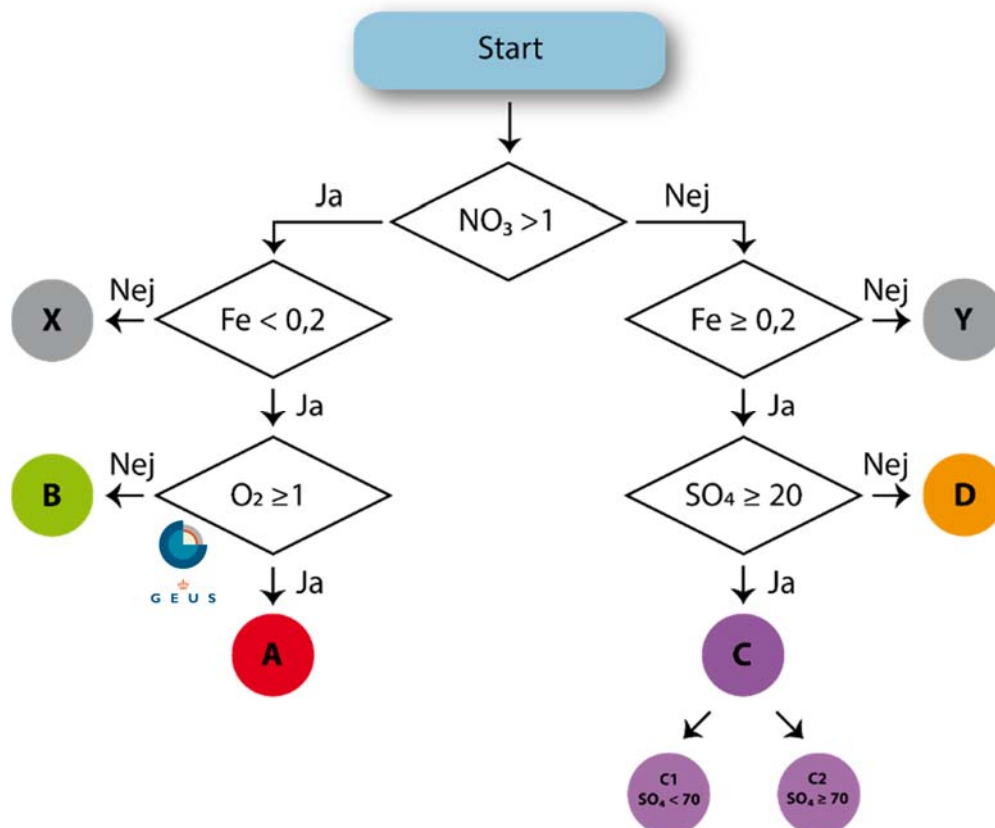 Start
Ja
NO₃ >1
Nej
X
Nej
Fe < 0,2
Fe ≥ 0,2
Nej
Y
Ja
Ja
B
Nej
O₂ ≥1
SO₄ ≥ 20
Nej
D
GEUS
Ja
Ja
A
C
C1
SO₄ < 70
C2
SO₄ ≥ 70